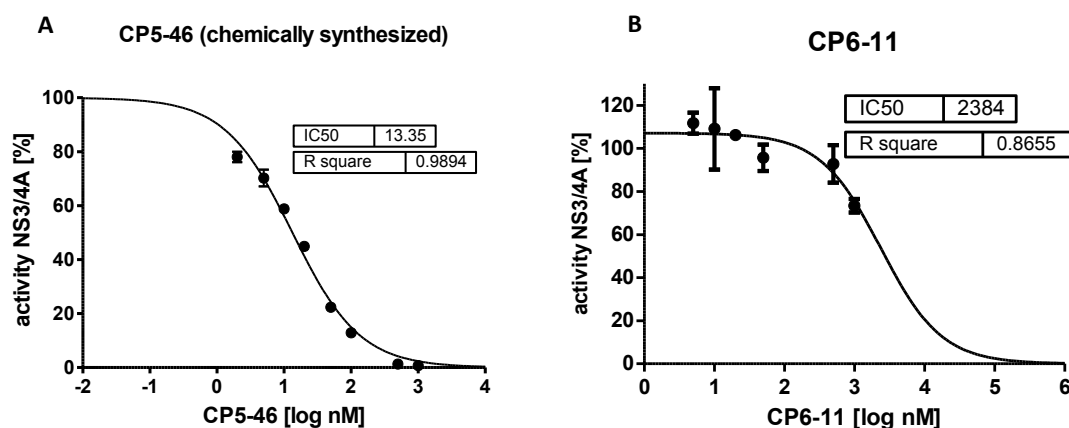 A
CP5-46 (chemically synthesized)
activity NS3/4A [%]
100
80
60
40
20
0
IC50 13.35
R square 0.9894
-2 -1 0 1 2 3 4
CP5-46 [log nM]
B
CP6-11
activity NS3/4A [%]
120
100
80
60
40
20
0
IC50 2384
R square 0.8655
0 1 2 3 4 5 6
CP6-11 [log nM]